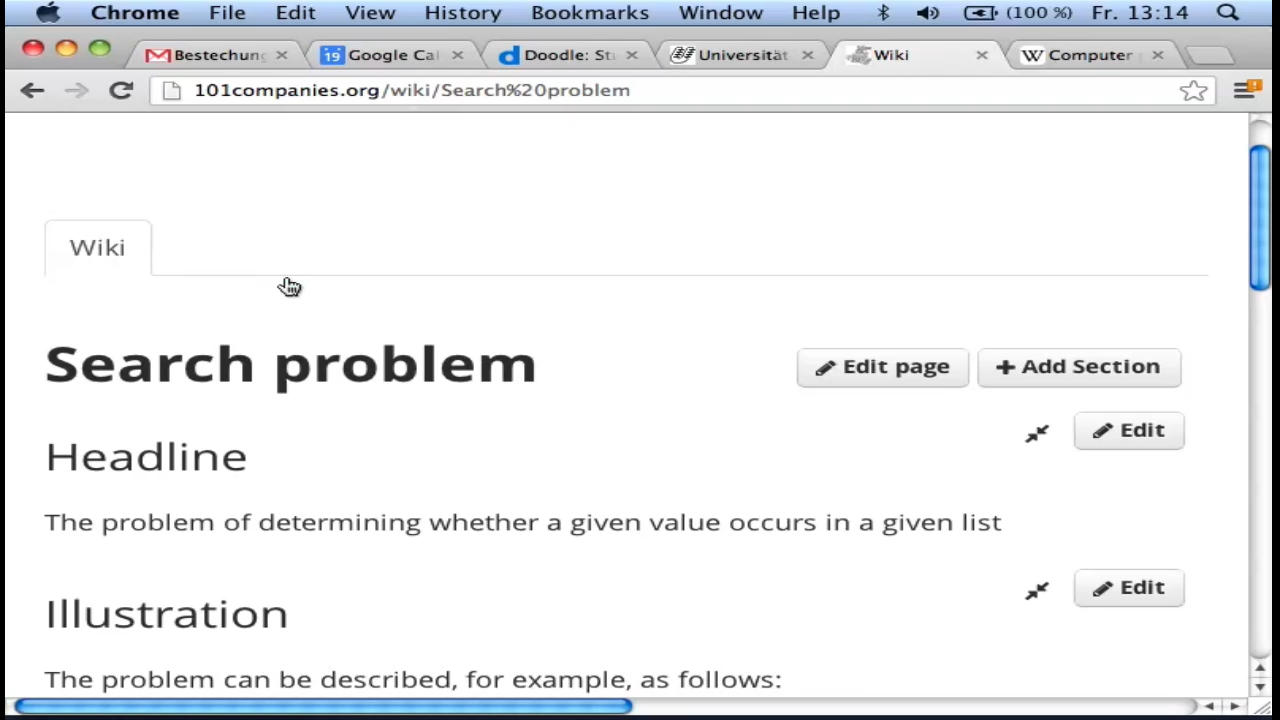 Chrome File Edit View History Bookmarks Window Help (100 %) Fr. 13:14
Bestechung Google Cal Doodle: St Universität Wiki Computer
101companies.org/wiki/Search%20problem
Wiki
Search problem
Edit page Add Section
Edit
Headline
The problem of determining whether a given value occurs in a given list
Edit
Illustration
The problem can be described, for example, as follows: